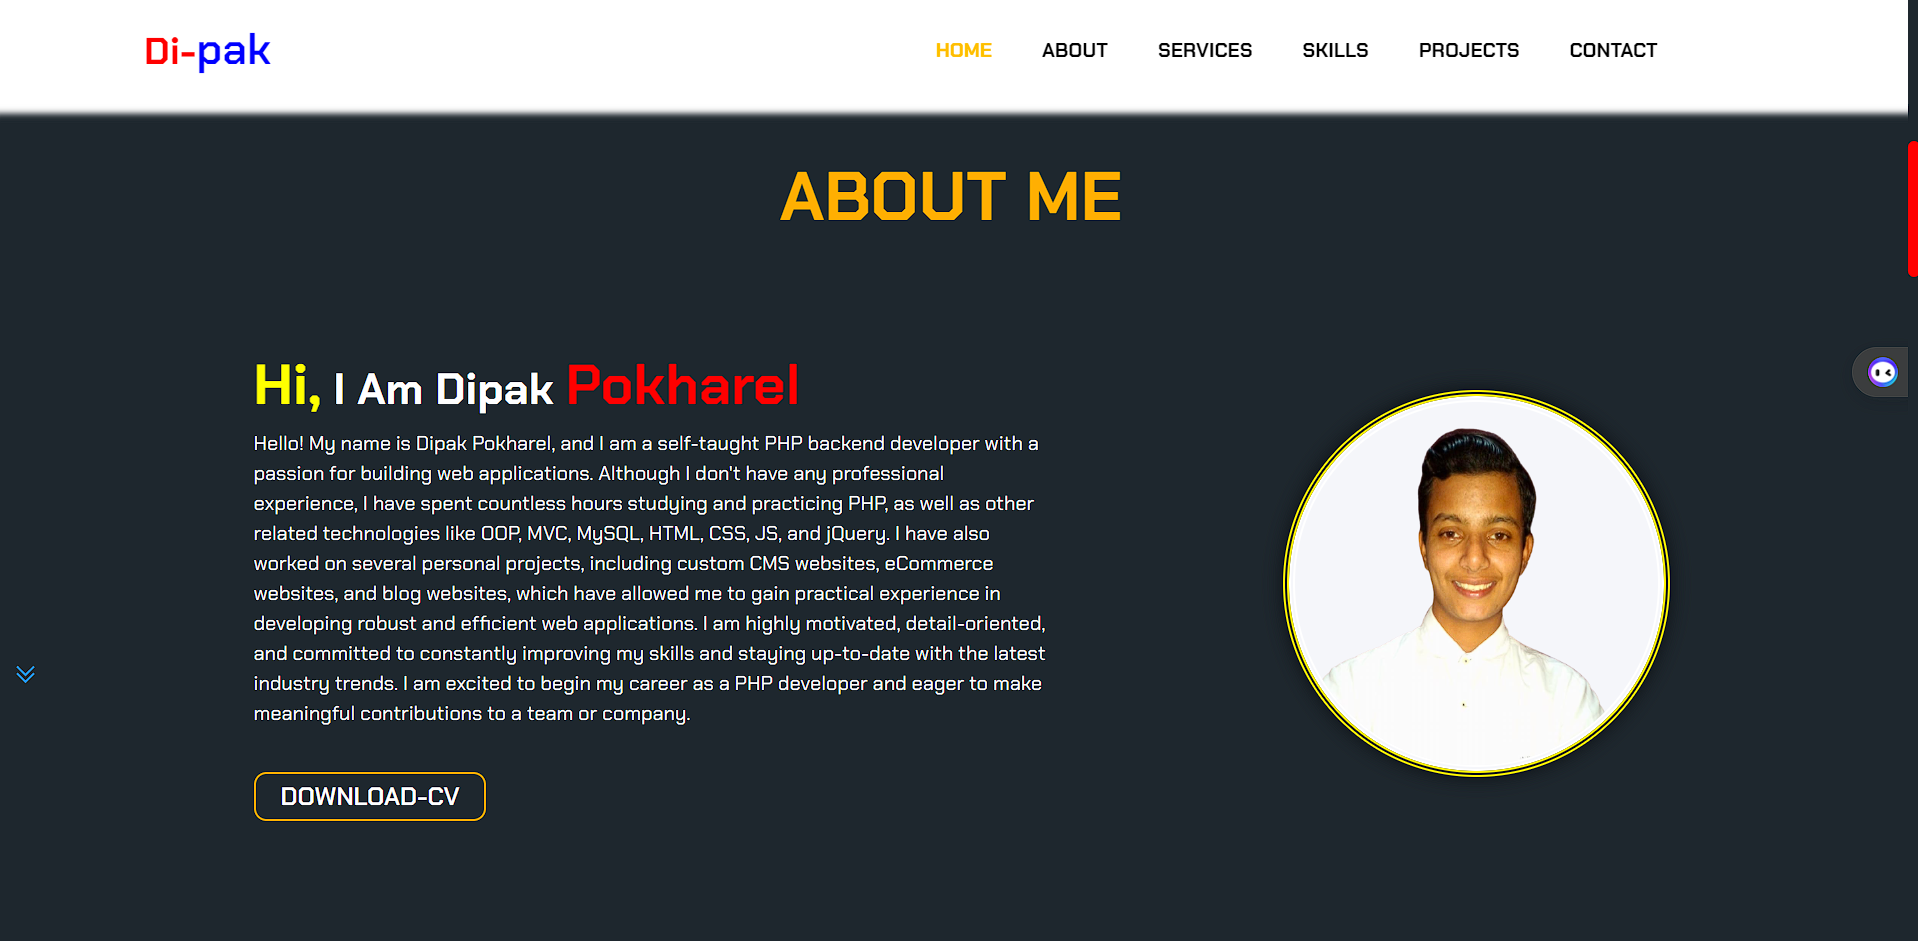 Di-pak
HOME ABOUT SERVICES SKILLS PROJECTS CONTACT
ABOUT ME
Hi, I Am Dipak Pokharel
Hello! My name is Dipak Pokharel, and I am a self-taught PHP backend developer with a
passion for building web applications. Although I don't have any professional
experience, I have spent countless hours studying and practicing PHP, as well as other
related technologies like OOP, MVC, MySQL, HTML, CSS, JS, and jQuery. I have also
worked on several personal projects, including custom CMS websites, eCommerce
websites, and blog websites, which have allowed me to gain practical experience in
developing robust and efficient web applications. I am highly motivated, detail-oriented,
and committed to constantly improving my skills and staying up-to-date with the latest
industry trends. I am excited to begin my career as a PHP developer and eager to make
meaningful contributions to a team or company.
DOWNLOAD-CV